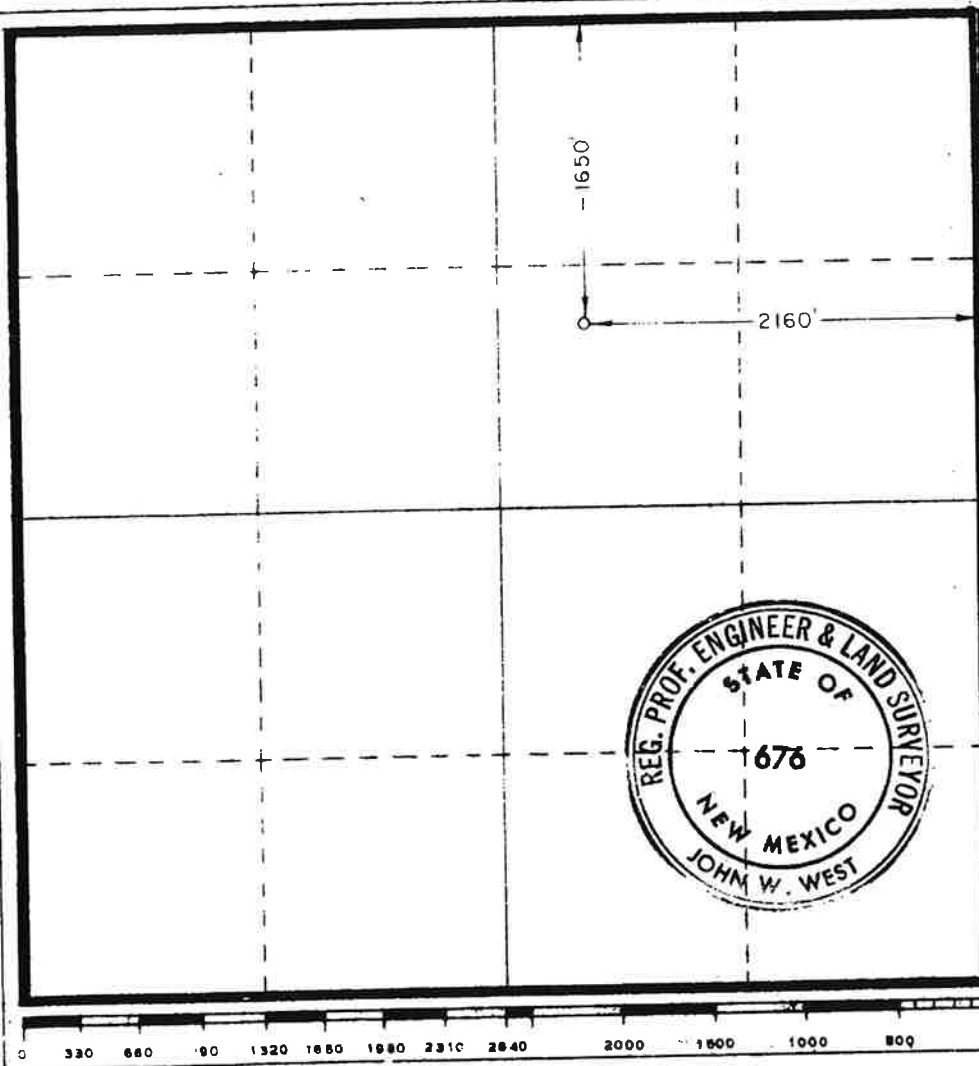 1650'
2160'
REG. PROF. ENGINEER & LAND SURVEYOR
STATE OF
676
NEW MEXICO
JOHN W. WEST
0 330 660 90 1320 1650 1980 2310 2640 2000 1500 1000 500